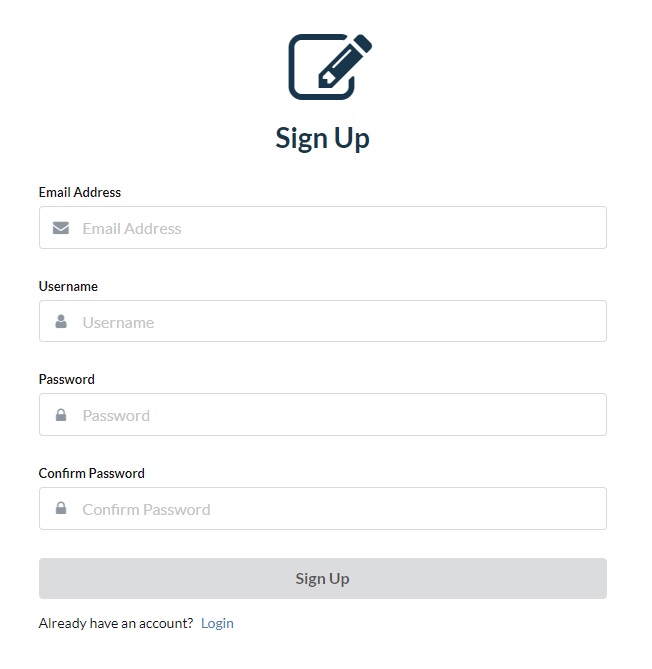 Sign Up
Email Address
Email Address
Username
Username
Password
Password
Confirm Password
Confirm Password
Sign Up
Already have an account? Login